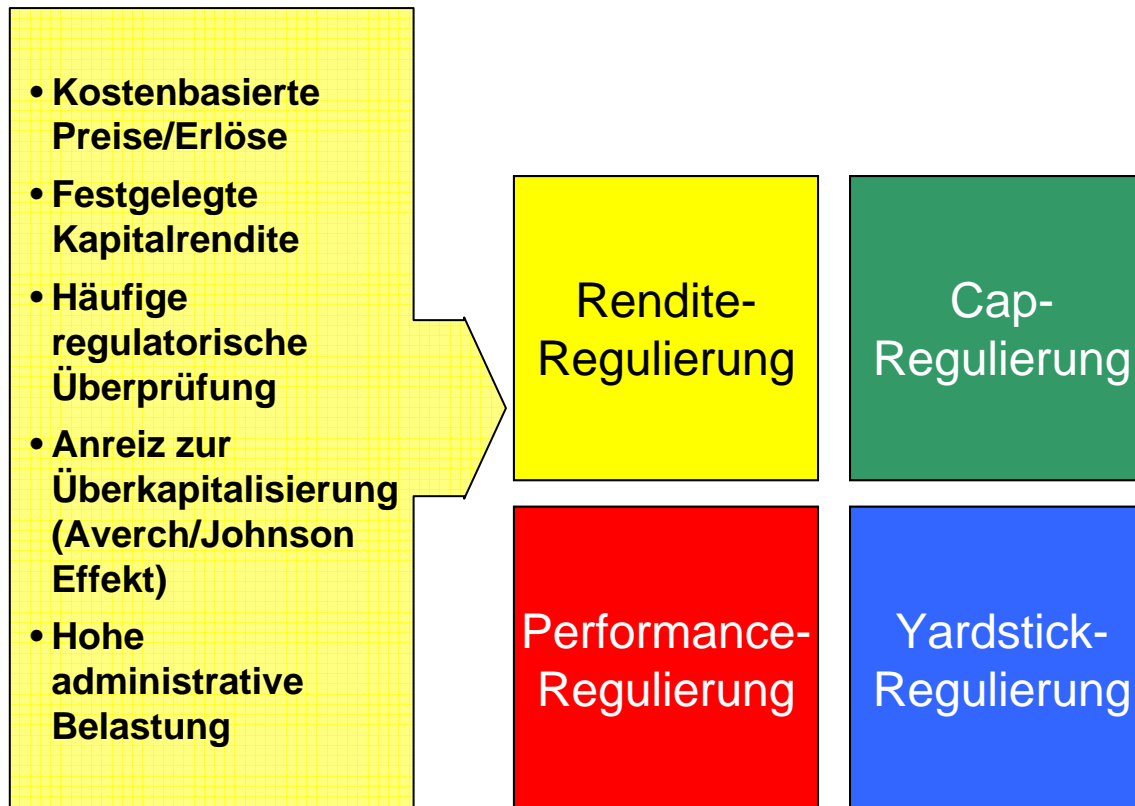 • Kostenbasierte
Preise/Erlöse
• Festgelegte
Kapitalrendite
• Häufige
regulatorische
Überprüfung
• Anreiz zur
Überkapitalisierung
(Averch/Johnson
Effekt)
• Hohe
administrative
Belastung
Rendite-
Regulierung
Cap-
Regulierung
Performance-
Regulierung
Yardstick-
Regulierung